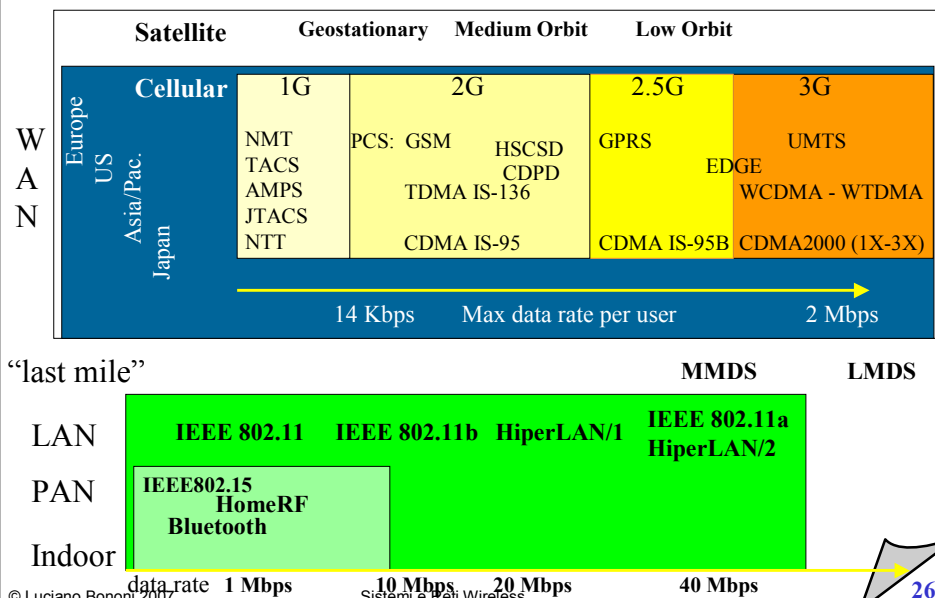 Satellite Geostationary Medium Orbit Low Orbit
WAN
Europe
US
Asia/Pac.
Japan
Cellular
1G 2G 2.5G 3G
NMT
TACS
AMPS
JTACS
NTT
PCS: GSM
HSCSD
CDPD
TDMA IS-136
CDMA IS-95
GPRS
EDGE
CDMA IS-95B
UMTS
WCDMA - WTDMA
CDMA2000 (1X-3X)
14 Kbps Max data rate per user 2 Mbps
“last mile” MMDS LMDS
LAN
IEEE 802.11 IEEE 802.11b HiperLAN/1 IEEE 802.11a
HiperLAN/2
PAN
IEEE802.15
HomeRF
Bluetooth
Indoor
data rate 1 Mbps 10 Mbps 20 Mbps 40 Mbps
© Luciano Bononi 2007 Sistemi e Reti Wireless 26